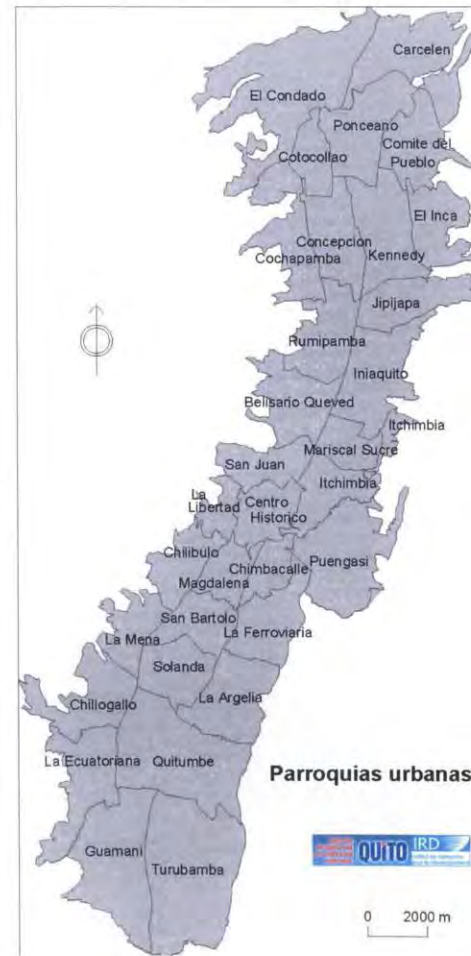 Carcelen
El Condado
Ponceano
Comite del
Pueblo
Cotocollao
El Inca
Concepcion
Cochapamba
Kennedy
Jipijapa
Rumipamba
Iniaquito
Belisario Queved
Itchimbia
Mariscal Sucre
San Juan
Itchimbia
La
Libertad
Centro
Historico
Chilibulo
Puengasi
Chimbacalle
Magdalena
San Bartolo
La Ferroviaria
La Mena
Solanda
La Argelia
Chiliogallo
La Ecuatoriana
Quitumbe
Parroquias urbanas
Guamani
Turubamba
QUITO
IRD
0 2000 m